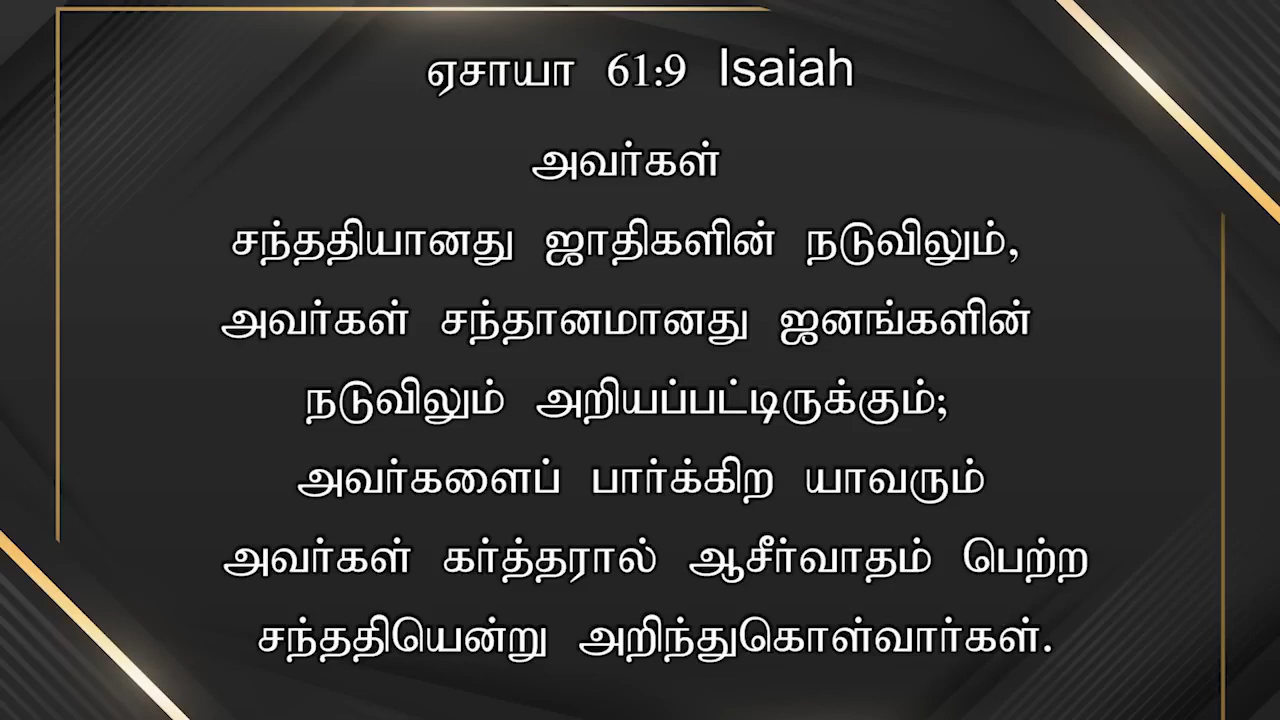 ஏசாயா 61:9 Isaiah
அவர்கள்
சந்ததியானது ஜாதிகளின் நடுவிலும்,
அவர்கள் சந்தானமானது ஜனங்களின்
நடுவிலும் அறியப்பட்டிருக்கும்;
அவர்களைப் பார்க்கிற யாவரும்
அவர்கள் கர்த்தரால் ஆசீர்வாதம் பெற்ற
சந்ததியென்று அறிந்துகொள்வார்கள்.